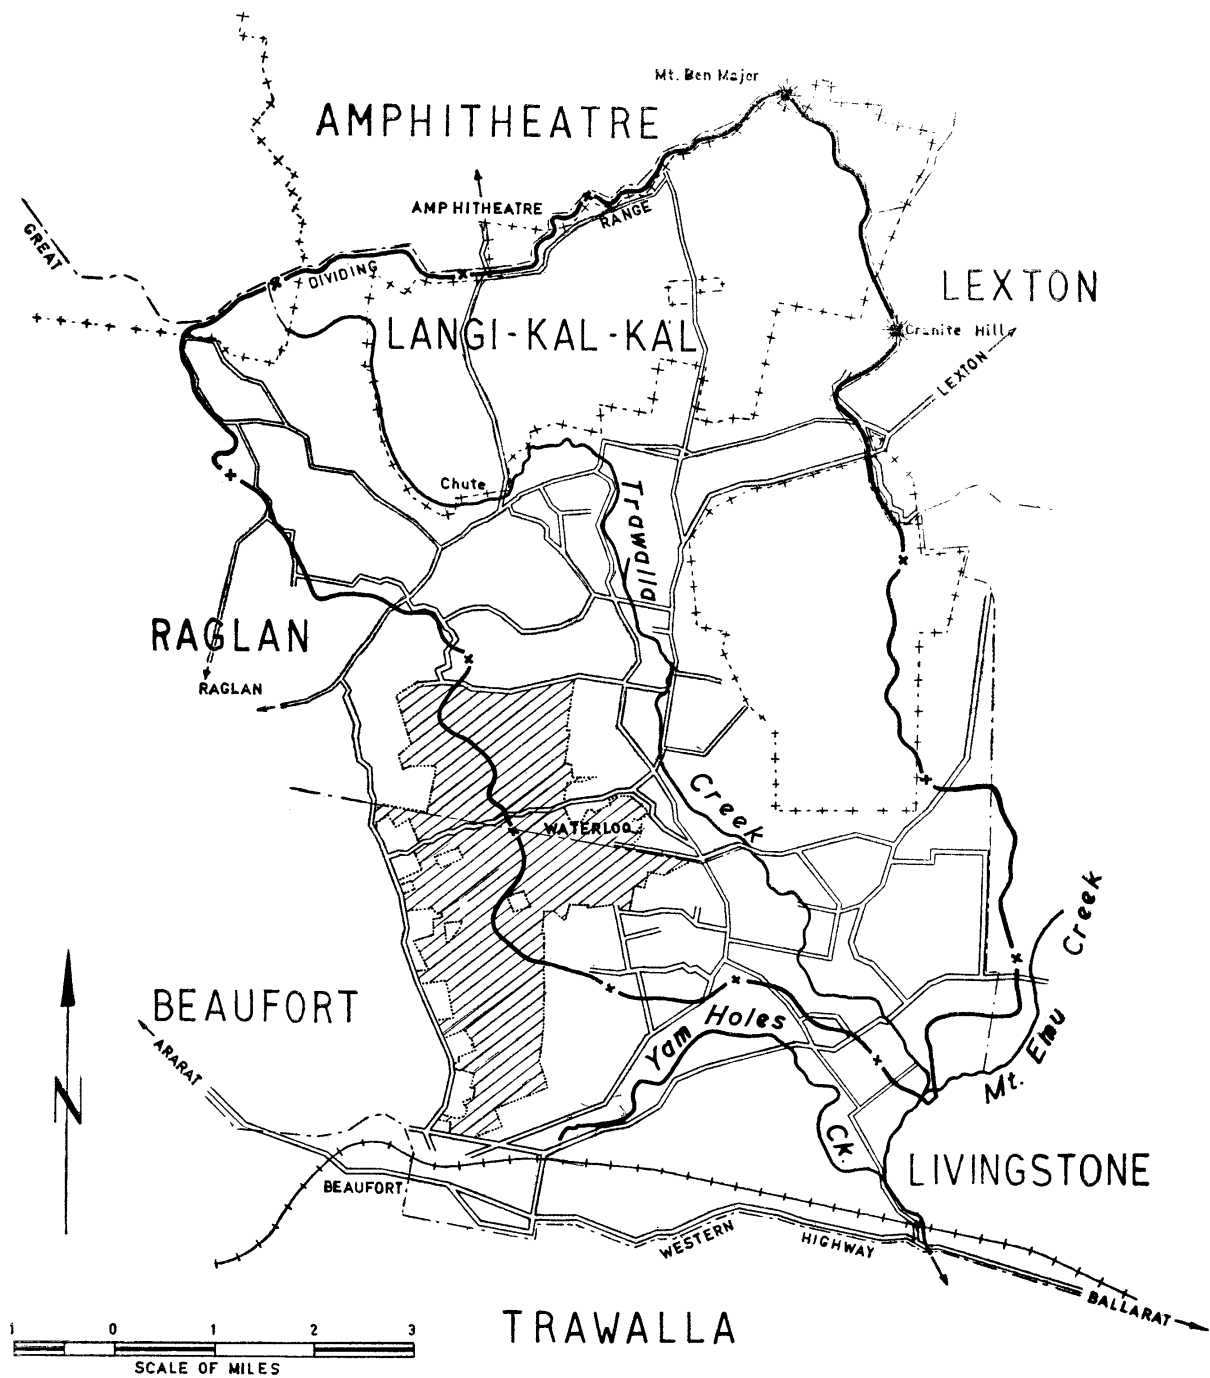 Mt. Ben Major
AMPHITHEATRE
AMPHITHEATRE
RANGE
GREAT
DIVIDING
LEXTON
LANGI-KAL-KAL
Granite Hill
LEXTON
Chute
Trawalla
RAGLAN
RAGLAN
Creek
WATERLOO
Creek
BEAUFORT
Yam Holes
ARARAT
Mt. Emu
N
Ck.
LIVINGSTONE
BEAUFORT
WESTERN HIGHWAY
BALLARAT
TRAWALLA
1 0 1 2 3
SCALE OF MILES